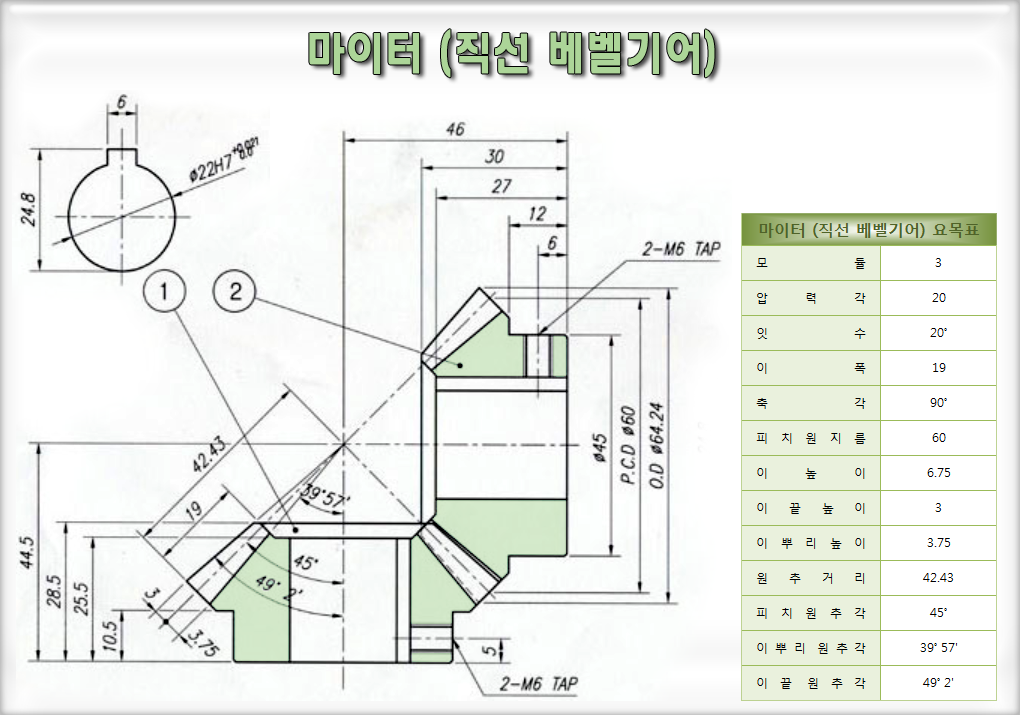 마이터 (직선 베벨기어)
6
24.8
ø22H7
46
30
27
12
6
2-M6 TAP
1
2
42.43
19
39°57'
45°
49° 2'
3
3.75
44.5
28.5
25.5
10.5
5
2-M6 TAP
ø45
P.C.D ø60
O.D ø64.24
마이터 (직선 베벨기어) 요목표
모 듈 3
압 력 각 20
잇 수 20°
이 폭 19
축 각 90°
피 치 원 지 름 60
이 높 이 6.75
이 끝 높 이 3
이 뿌 리 높 이 3.75
원 추 거 리 42.43
피 치 원 추 각 45°
이 뿌 리 원 추 각 39° 57'
이 끝 원 추 각 49° 2'